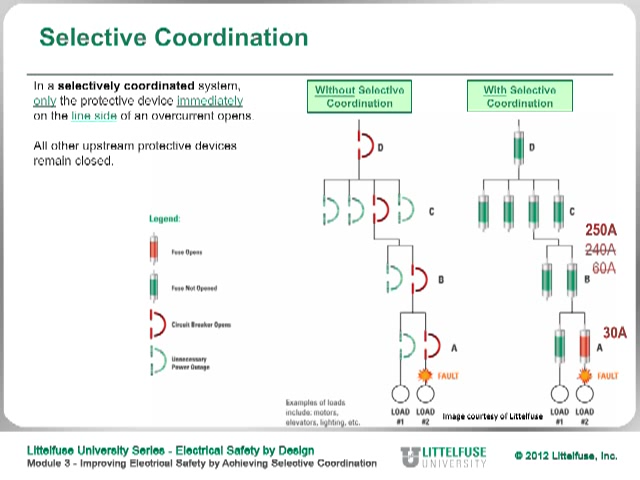 Selective Coordination
In a selectively coordinated system,
only the protective device immediately
on the line side of an overcurrent opens.
All other upstream protective devices
remain closed.
Without Selective
Coordination
With Selective
Coordination
D
D
C
C
250A
240A
60A
B
B
30A
A
A
FAULT
FAULT
Legend:
Fuse Opens
Fuse Not Opened
Circuit Breaker Opens
Unnecessary
Power Outage
Examples of loads
include: motors,
elevators, lighting, etc.
LOAD
#1
LOAD
#2
Image courtesy of Littelfuse
LOAD
#1
LOAD
#2
Littelfuse University Series - Electrical Safety by Design
Module 3 - Improving Electrical Safety by Achieving Selective Coordination
LITTELFUSE
UNIVERSITY
© 2012 Littelfuse, Inc.